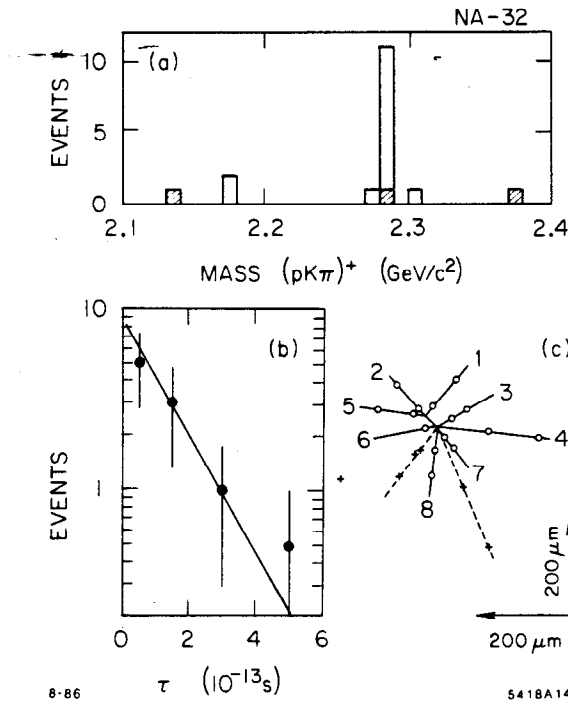 NA-32
(a)
EVENTS
10
5
0
2.1 2.2 2.3 2.4
MASS (pKπ)⁺ (GeV/c²)
(b)
EVENTS
10
1
0 2 4 6
τ (10⁻¹³s)
(c)
1
2
3
5
6
4
7
8
200 μm
200 μm
8-86
5418A14